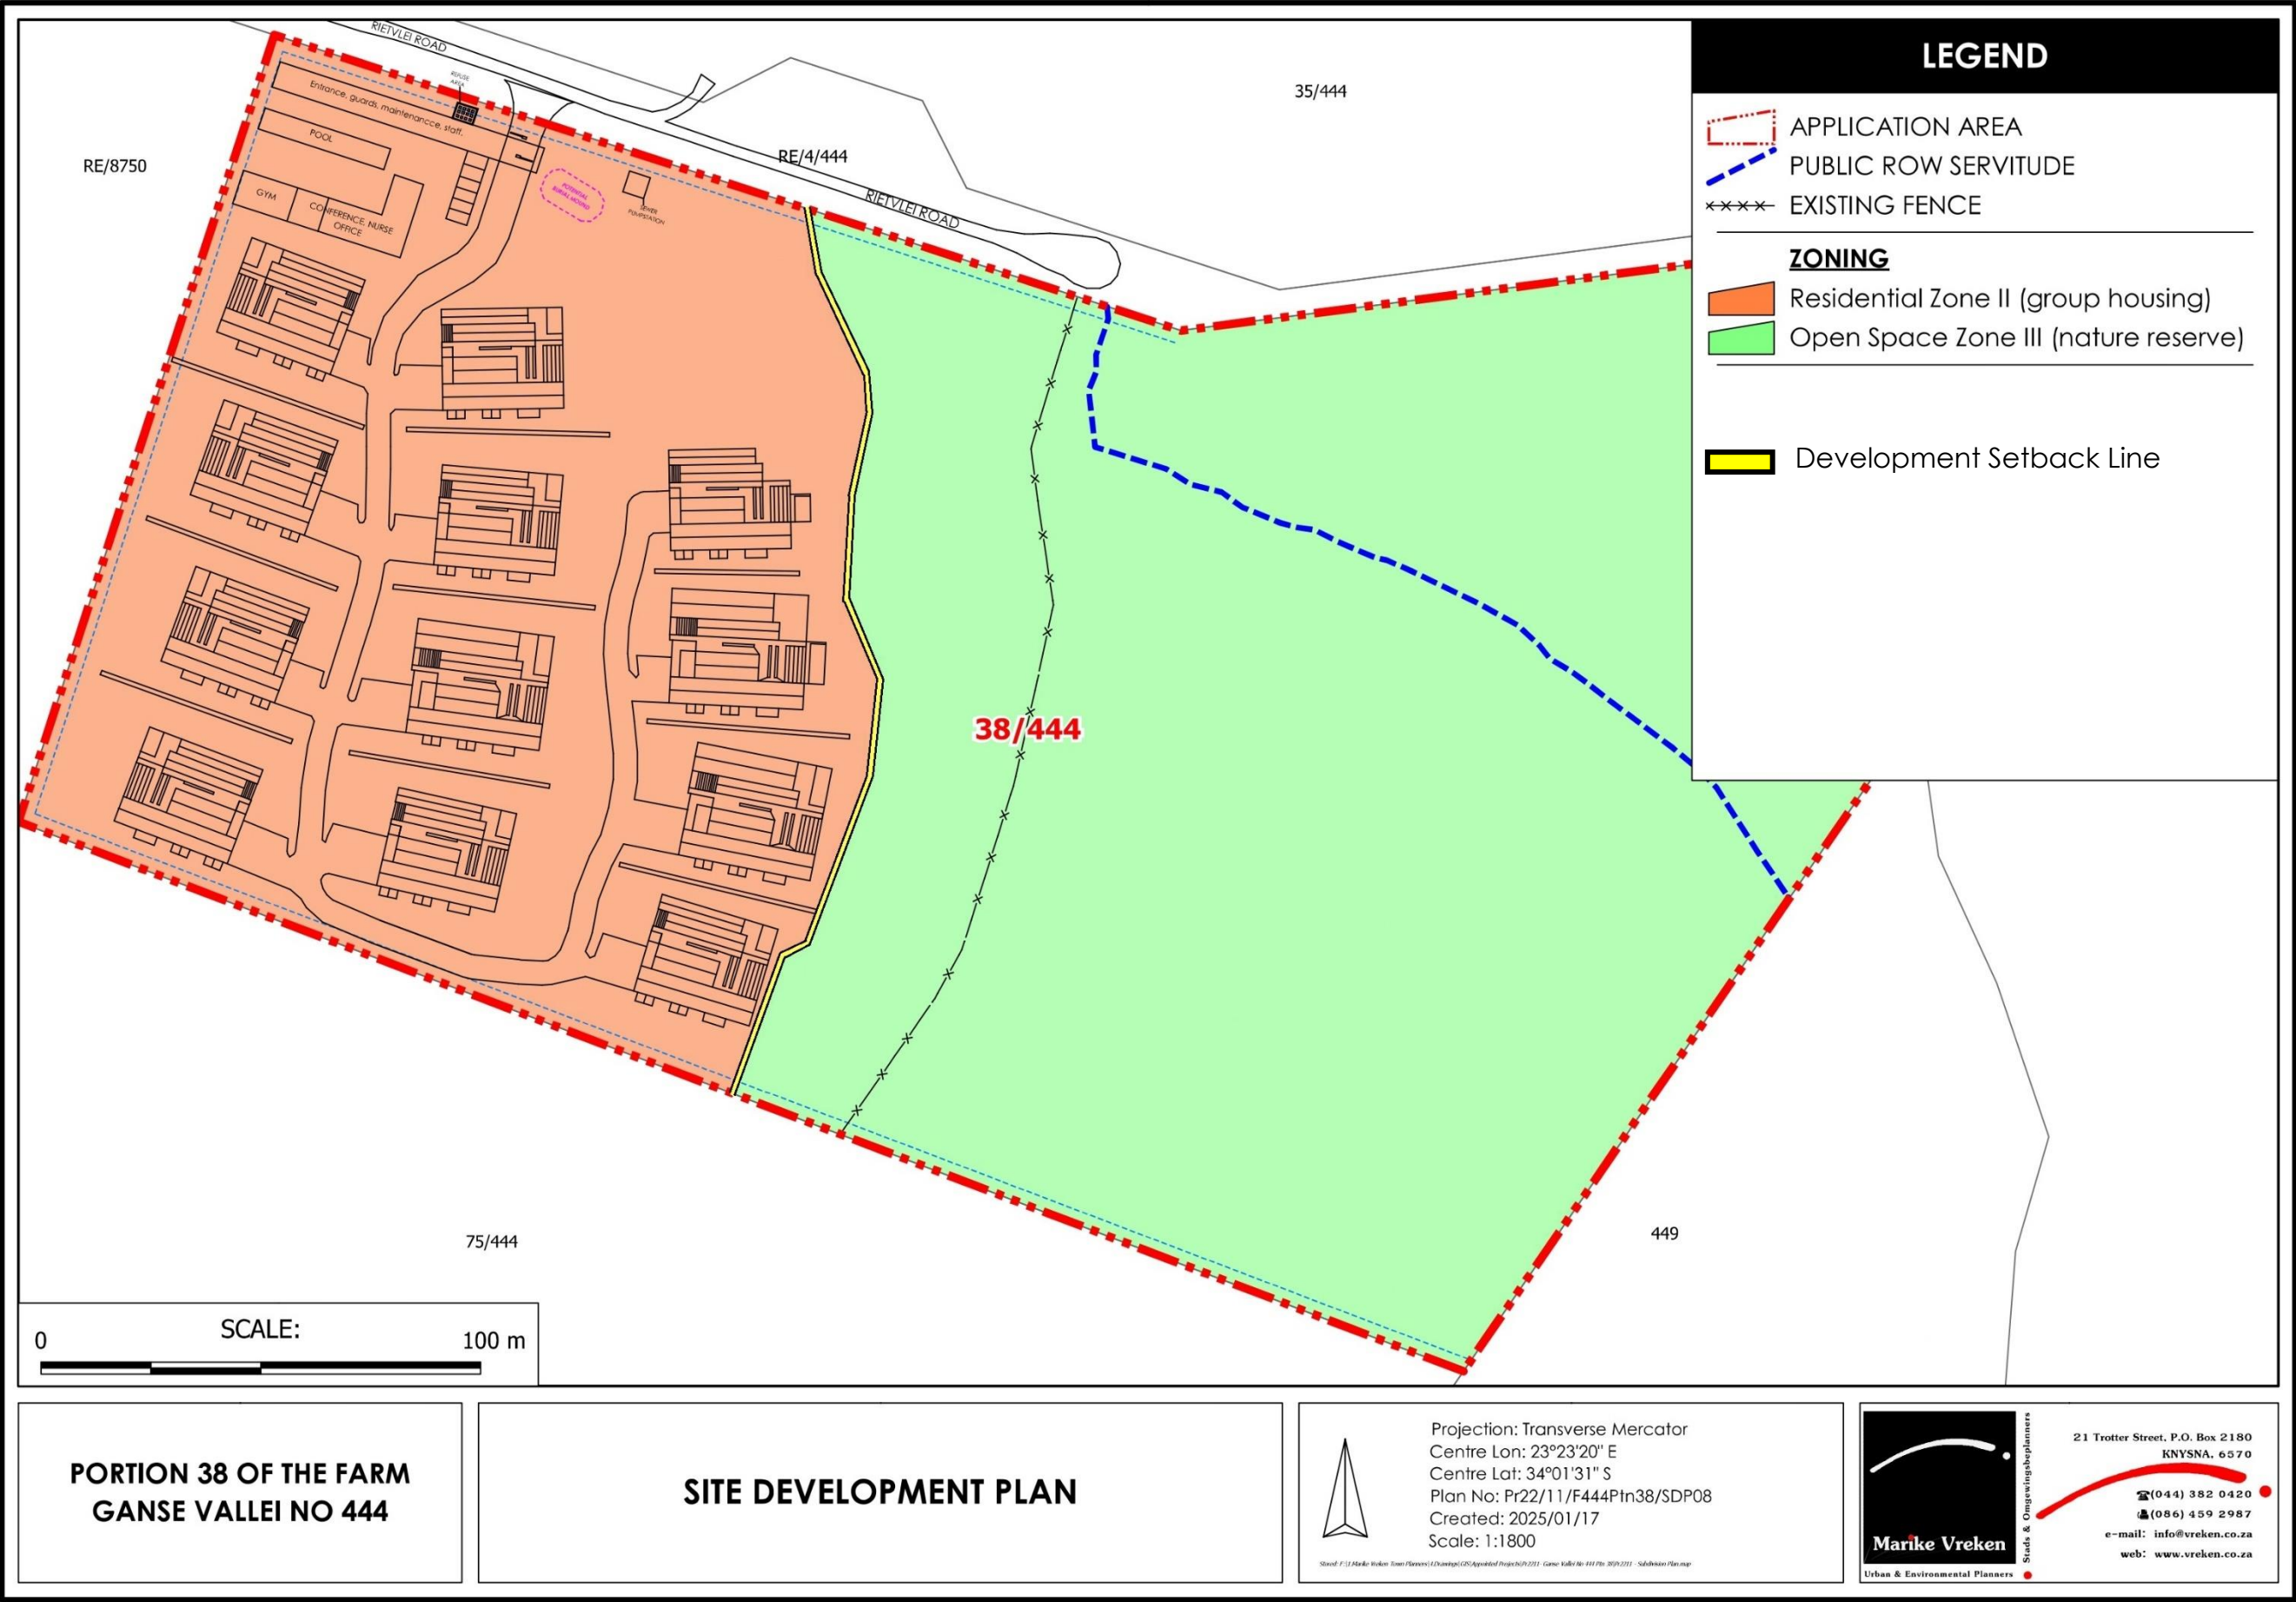 RIETVLEI ROAD
REFUSE
AREA
Entrance, guards, maintenancce, staff.
POOL
GYM
CONFERENCE, NURSE
OFFICE
POTENTIAL
BURIAL MOUND
SEWER
PUMPSTATION
RE/8750
RE/4/444
RIETVLEI ROAD
35/444
38/444
75/444
449
LEGEND
APPLICATION AREA
PUBLIC ROW SERVITUDE
EXISTING FENCE
ZONING
Residential Zone II (group housing)
Open Space Zone III (nature reserve)
Development Setback Line
SCALE:
0 100 m
PORTION 38 OF THE FARM
GANSE VALLEI NO 444
SITE DEVELOPMENT PLAN
Projection: Transverse Mercator
Centre Lon: 23°23'20" E
Centre Lat: 34°01'31" S
Plan No: Pr22/11/F444Ptn38/SDP08
Created: 2025/01/17
Scale: 1:1800
Marike Vreken
Urban & Environmental Planners
Stads & Omgewingsbeplanners
21 Trotter Street, P.O. Box 2180
KNYSNA, 6570
(044) 382 0420
(086) 459 2987
e-mail: info@vreken.co.za
web: www.vreken.co.za